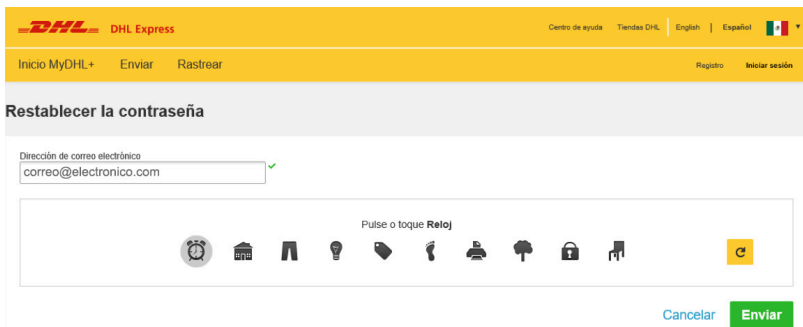 DHL DHL Express Centro de ayuda Tiendas DHL English | Español
Inicio MyDHL+ Enviar Rastrear Registro Iniciar sesión
Restablecer la contraseña
Dirección de correo electrónico
correo@electronico.com
Pulse o toque Reloj
Cancelar Enviar